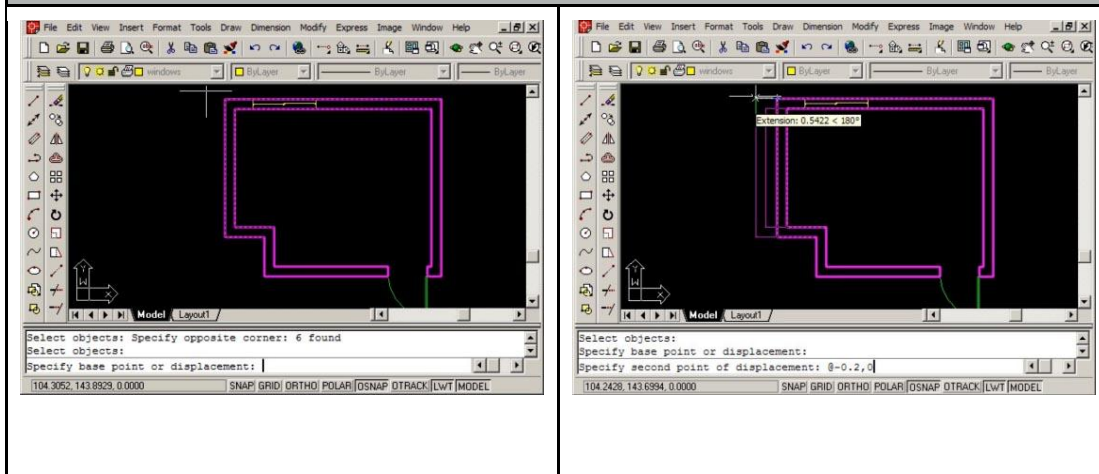 File Edit View Insert Format Tools Draw Dimension Modify Express Image Window Help
windows ByLayer ByLayer ByLayer
Y
W
X
Model Layout1
Select objects: Specify opposite corner: 6 found
Select objects:
Specify base point or displacement:
104.3052, 143.8929, 0.0000 SNAP GRID ORTHO POLAR OSNAP OTRACK LWT MODEL
File Edit View Insert Format Tools Draw Dimension Modify Express Image Window Help
windows ByLayer ByLayer ByLayer
Extension: 0.5422 < 180°
Y
W
X
Model Layout1
Select objects:
Specify base point or displacement:
Specify second point of displacement: @-0.2,0
104.2428, 143.6994, 0.0000 SNAP GRID ORTHO POLAR OSNAP OTRACK LWT MODEL